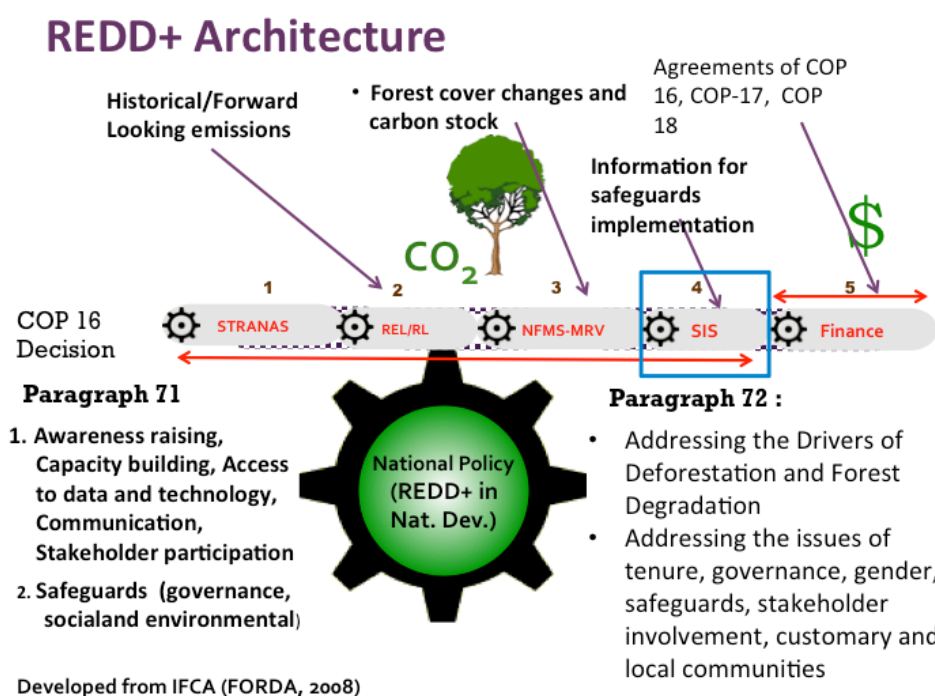 REDD+ Architecture
Historical/Forward
Looking emissions
• Forest cover changes and
carbon stock
Agreements of COP
16, COP-17, COP
18
Information for
safeguards
implementation
$
CO₂
1
2
3
4
5
COP 16
Decision
STRANAS
REL/RL
NFMS-MRV
SIS
Finance
Paragraph 71
1. Awareness raising,
Capacity building, Access
to data and technology,
Communication,
Stakeholder participation
2. Safeguards (governance,
socialand environmental)
National Policy
(REDD+ in
Nat. Dev.)
Paragraph 72 :
• Addressing the Drivers of
Deforestation and Forest
Degradation
• Addressing the issues of
tenure, governance, gender,
safeguards, stakeholder
involvement, customary and
local communities
Developed from IFCA (FORDA, 2008)